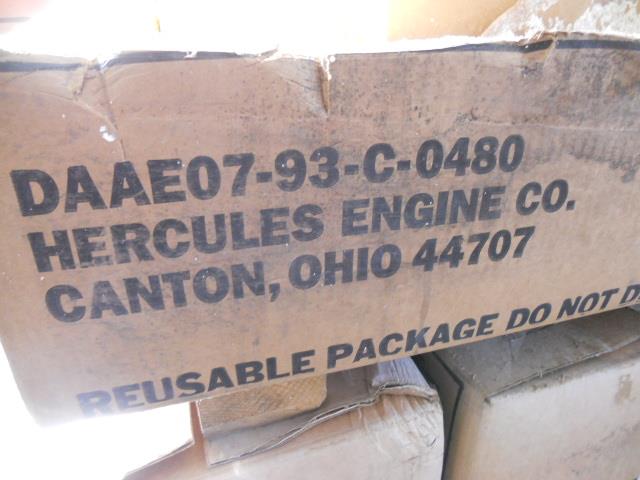 DAAE07-93-C-0480
HERCULES ENGINE CO.
CANTON, OHIO 44707
REUSABLE PACKAGE DO NOT